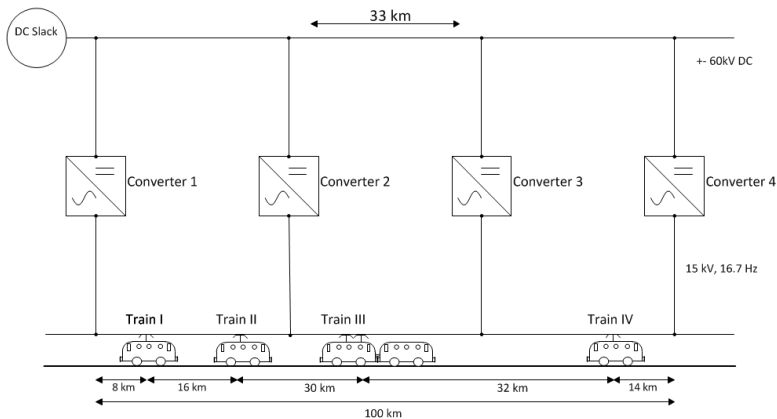 DC Slack
33 km
+- 60kV DC
Converter 1
Converter 2
Converter 3
Converter 4
15 kV, 16.7 Hz
Train I
Train II
Train III
Train IV
8 km
16 km
30 km
32 km
14 km
100 km